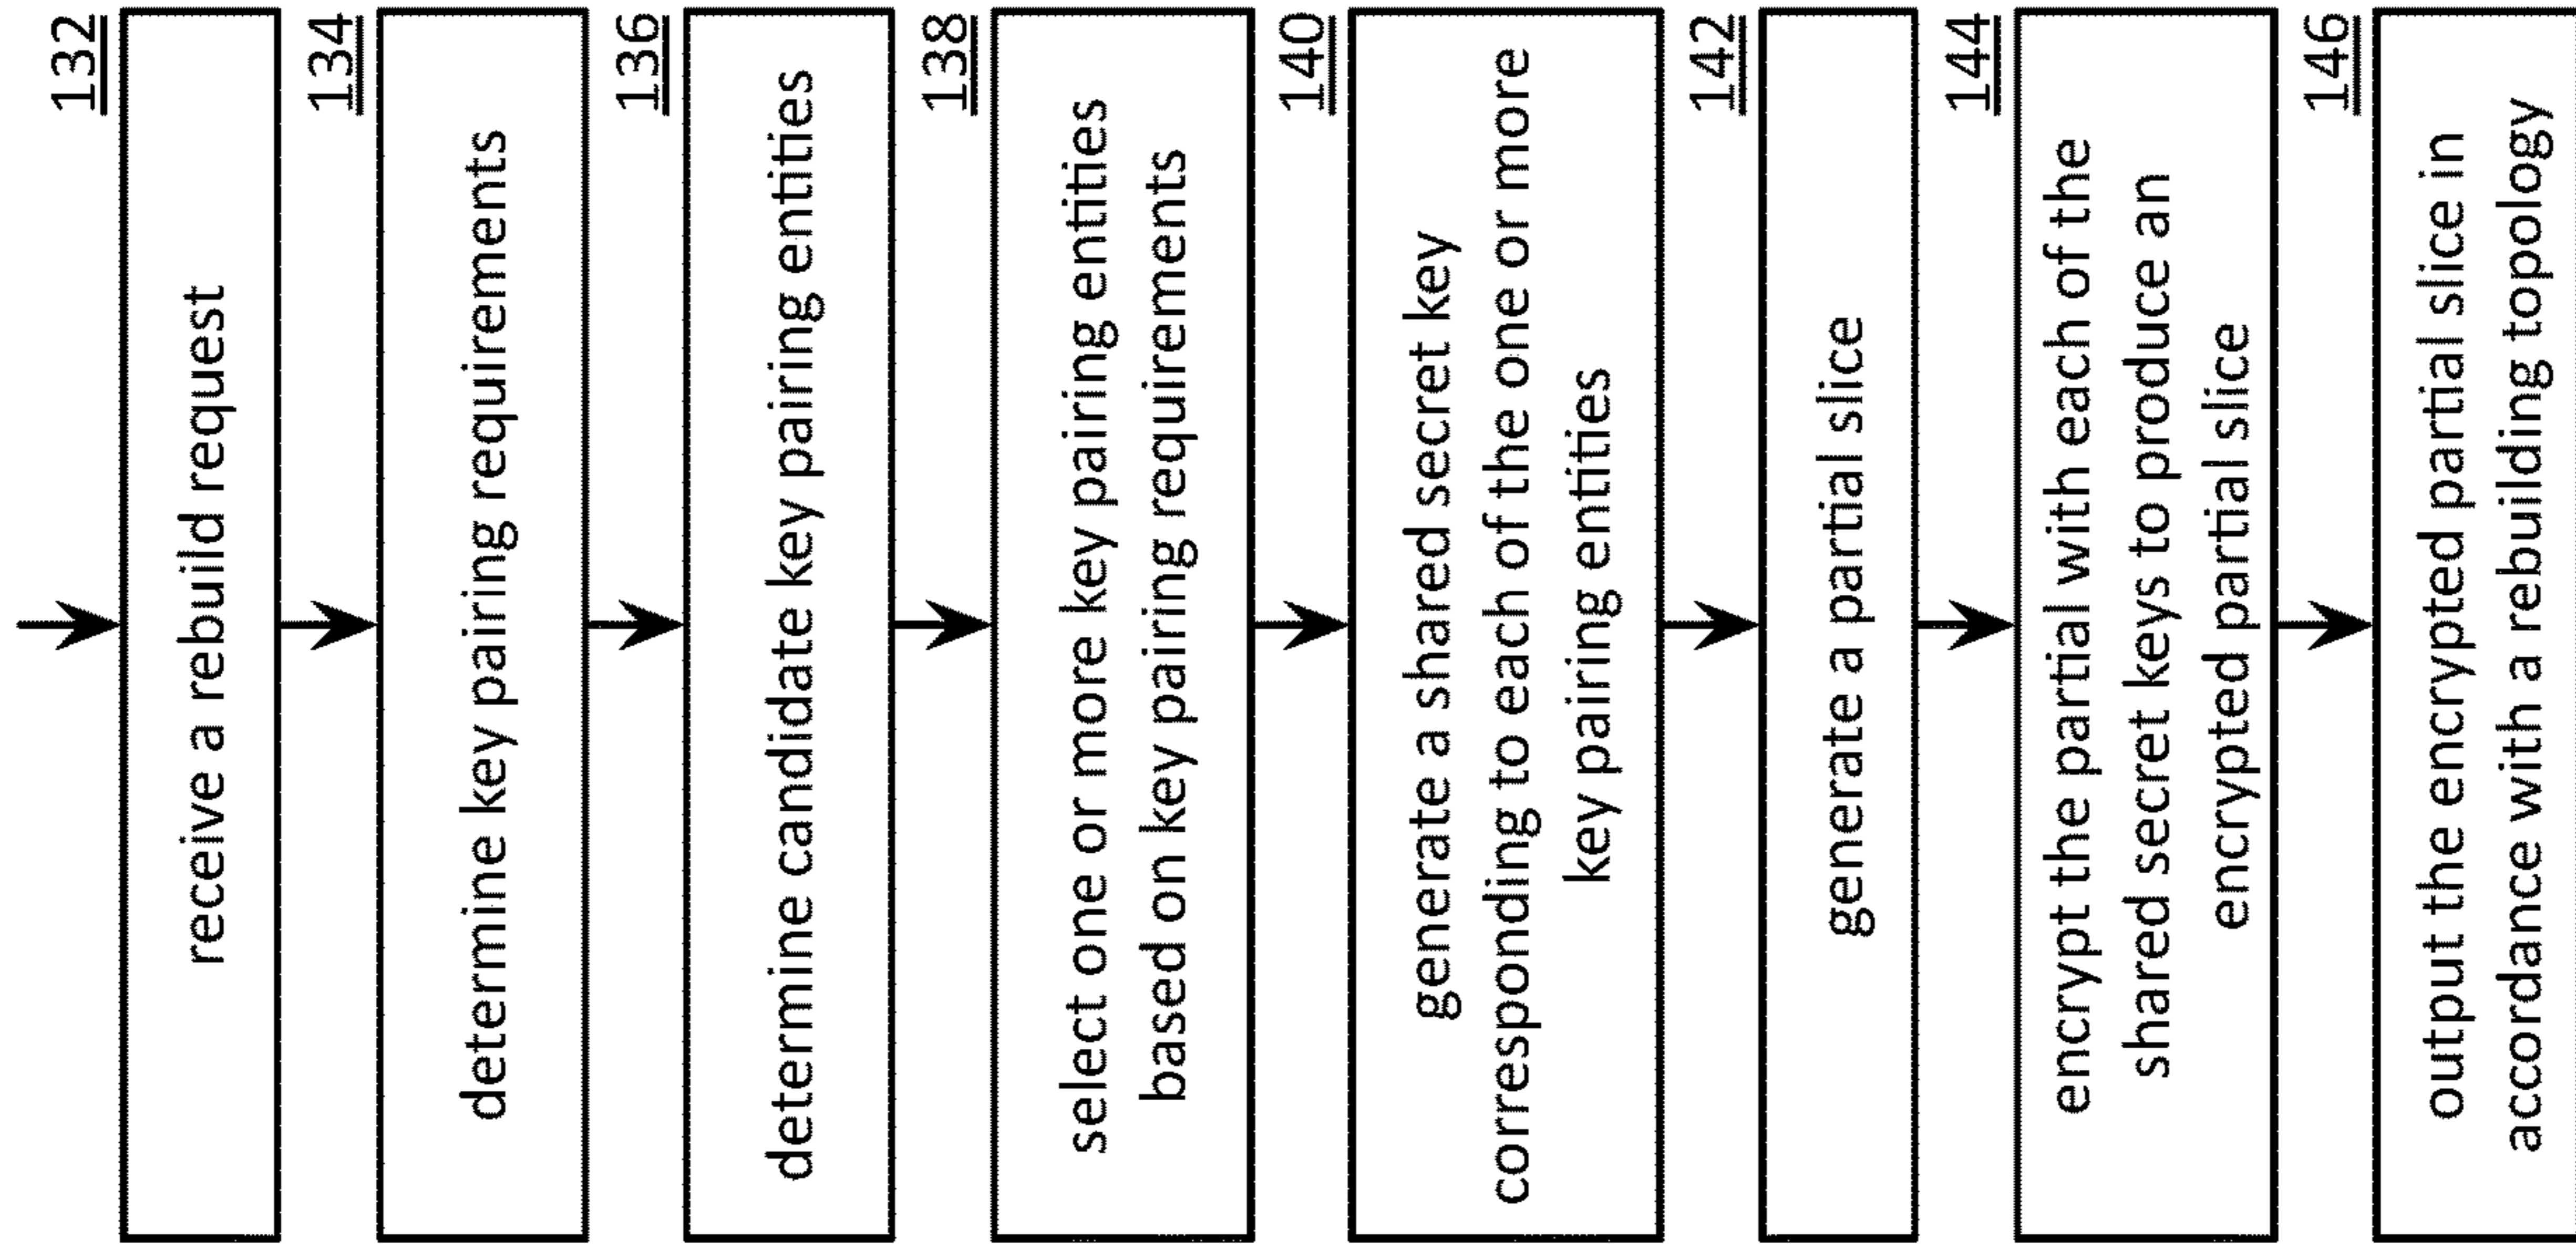 132
receive a rebuild request
134
determine key pairing requirements
136
determine candidate key pairing entities
138
select one or more key pairing entities
based on key pairing requirements
140
generate a shared secret key
corresponding to each of the one or more
key pairing entities
142
generate a partial slice
144
encrypt the partial with each of the
shared secret keys to produce an
encrypted partial slice
146
output the encrypted partial slice in
accordance with a rebuilding topology